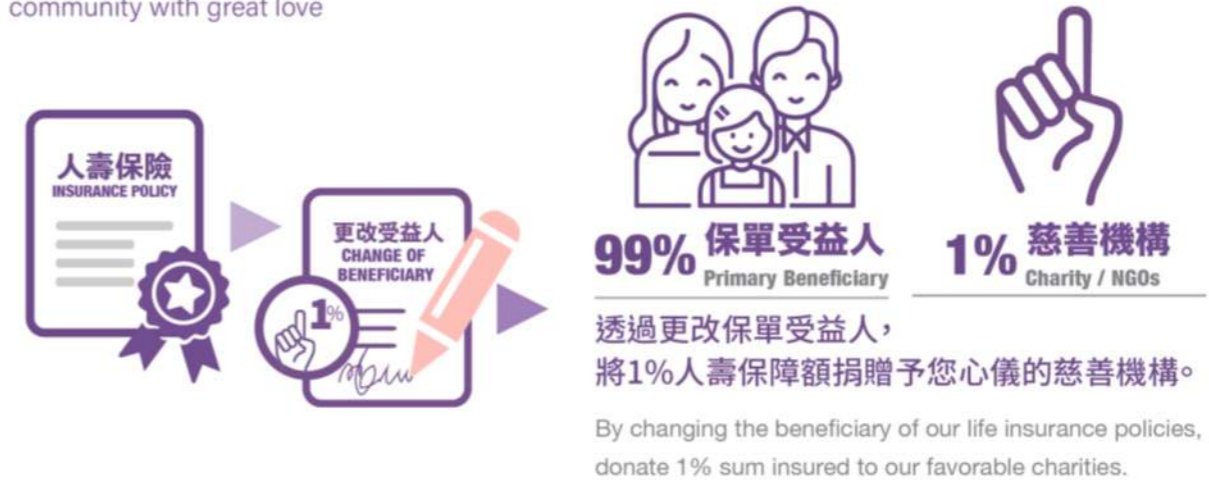 community with great love
人壽保險
INSURANCE POLICY
更改受益人
CHANGE OF
BENEFICIARY
1%
99% 保單受益人
Primary Beneficiary
1% 慈善機構
Charity / NGOs
透過更改保單受益人，
將1%人壽保障額捐贈予您心儀的慈善機構。
By changing the beneficiary of our life insurance policies,
donate 1% sum insured to our favorable charities.